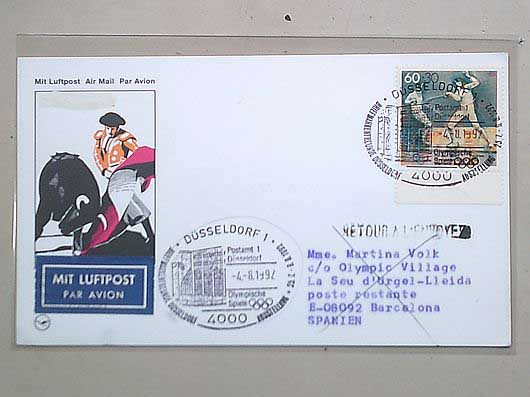 Mit Luftpost Air Mail Par Avion
60+30
DÜSSELDORF 1
Postamt 1
Düsseldorf
-4.-8.1992
Olympische
Spiele
4000
RETOUR A L'ENVOYEZ
Mme. Martina Volk
c/o Olympic Village
La Seu d'Urgel-Lleida
poste restante
E-08092 Barcelona
SPANIEN
DÜSSELDORF 1
Postamt 1
Düsseldorf
-4.-8.1992
Olympische
Spiele
4000
MIT LUFTPOST
PAR AVION